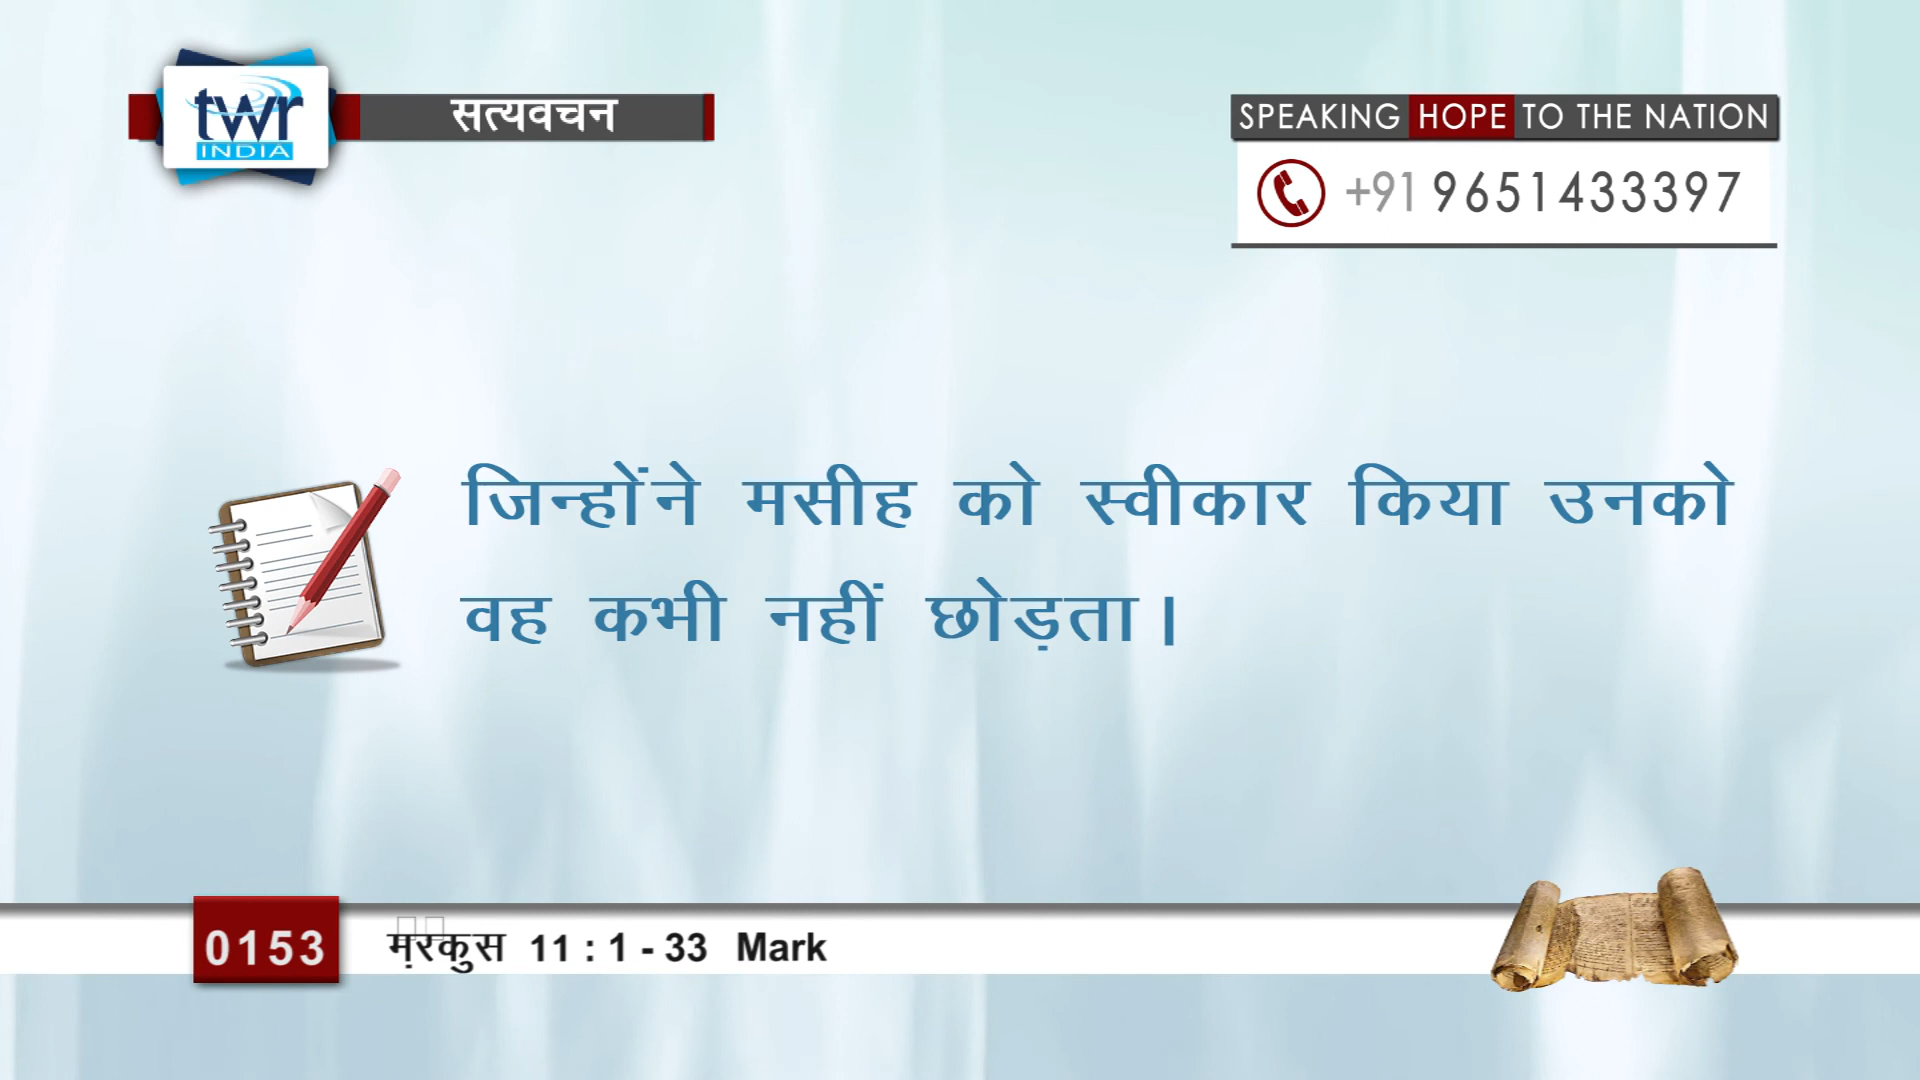 twr
INDIA
सत्यवचन
SPEAKING HOPE TO THE NATION
+91 9651433397
जिन्होंने मसीह को स्वीकार किया उनको
वह कभी नहीं छोड़ता।
0153 म़रकुस 11 : 1 - 33 Mark